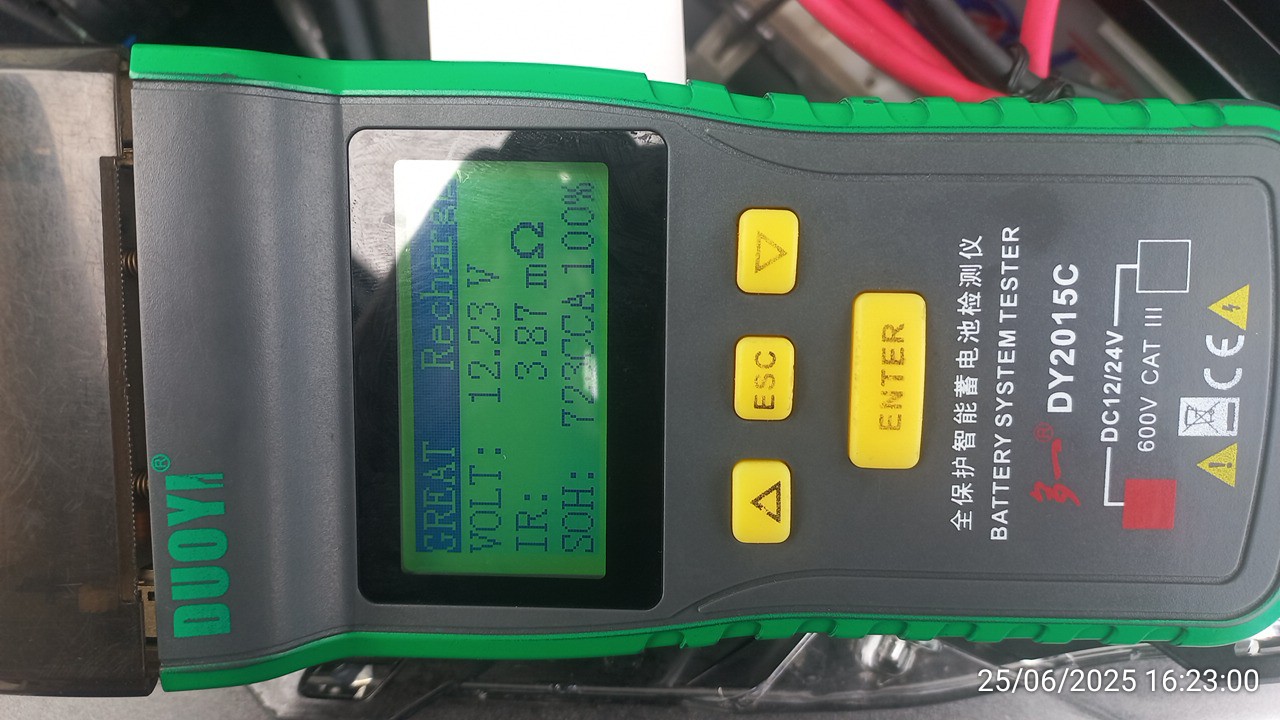 DUOYI®
GREAT Recharge
VOLT: 12.23 V
IR: 3.87 mΩ
SOH: 723CCA 100%
ESC
ENTER
全保护智能蓄电池检测仪
BATTERY SYSTEM TESTER
多一® DY2015C
DC12/24V
600V CAT III
CE
25/06/2025 16:23:00